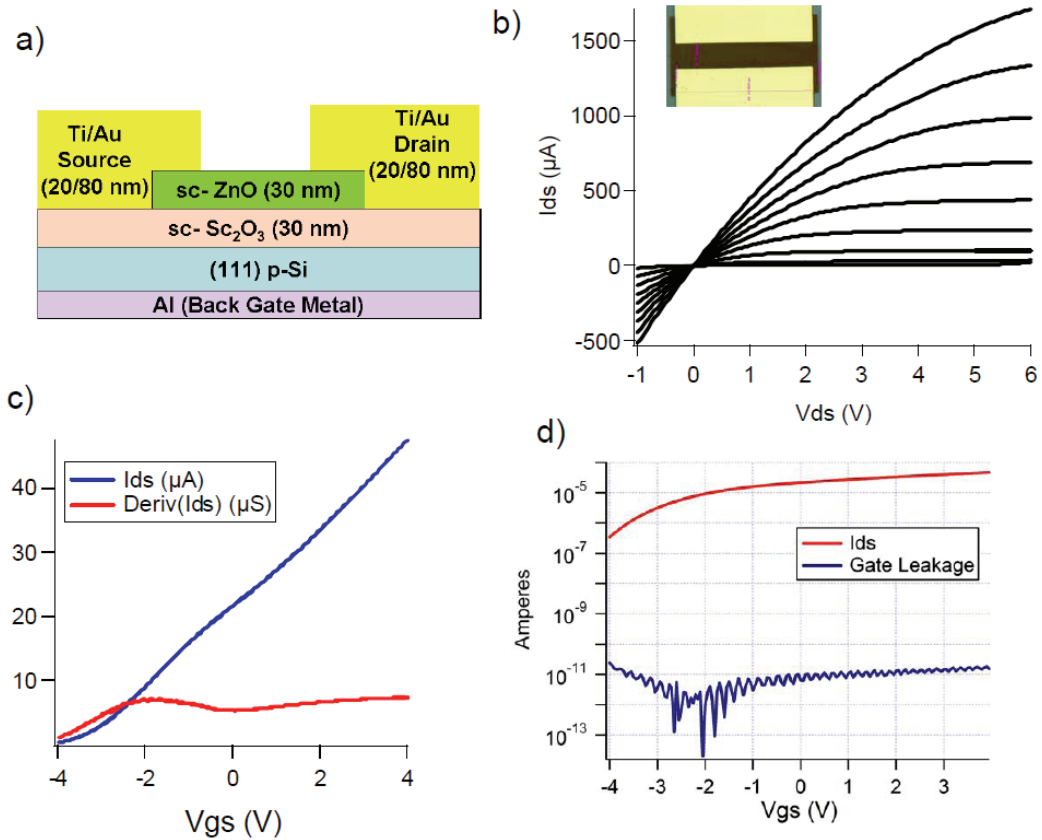 a)
Ti/Au
Source
(20/80 nm)
Ti/Au
Drain
(20/80 nm)
sc- ZnO (30 nm)
sc- Sc₂O₃ (30 nm)
(111) p-Si
Al (Back Gate Metal)
b)
1500
1000
500
0
-500
Ids (µA)
-1 0 1 2 3 4 5 6
Vds (V)
c)
Ids (µA)
Deriv(Ids) (µS)
40
30
20
10
-4 -2 0 2 4
Vgs (V)
d)
10⁻⁵
10⁻⁷
10⁻⁹
10⁻¹¹
10⁻¹³
Amperes
Ids
Gate Leakage
-4 -3 -2 -1 0 1 2 3
Vgs (V)